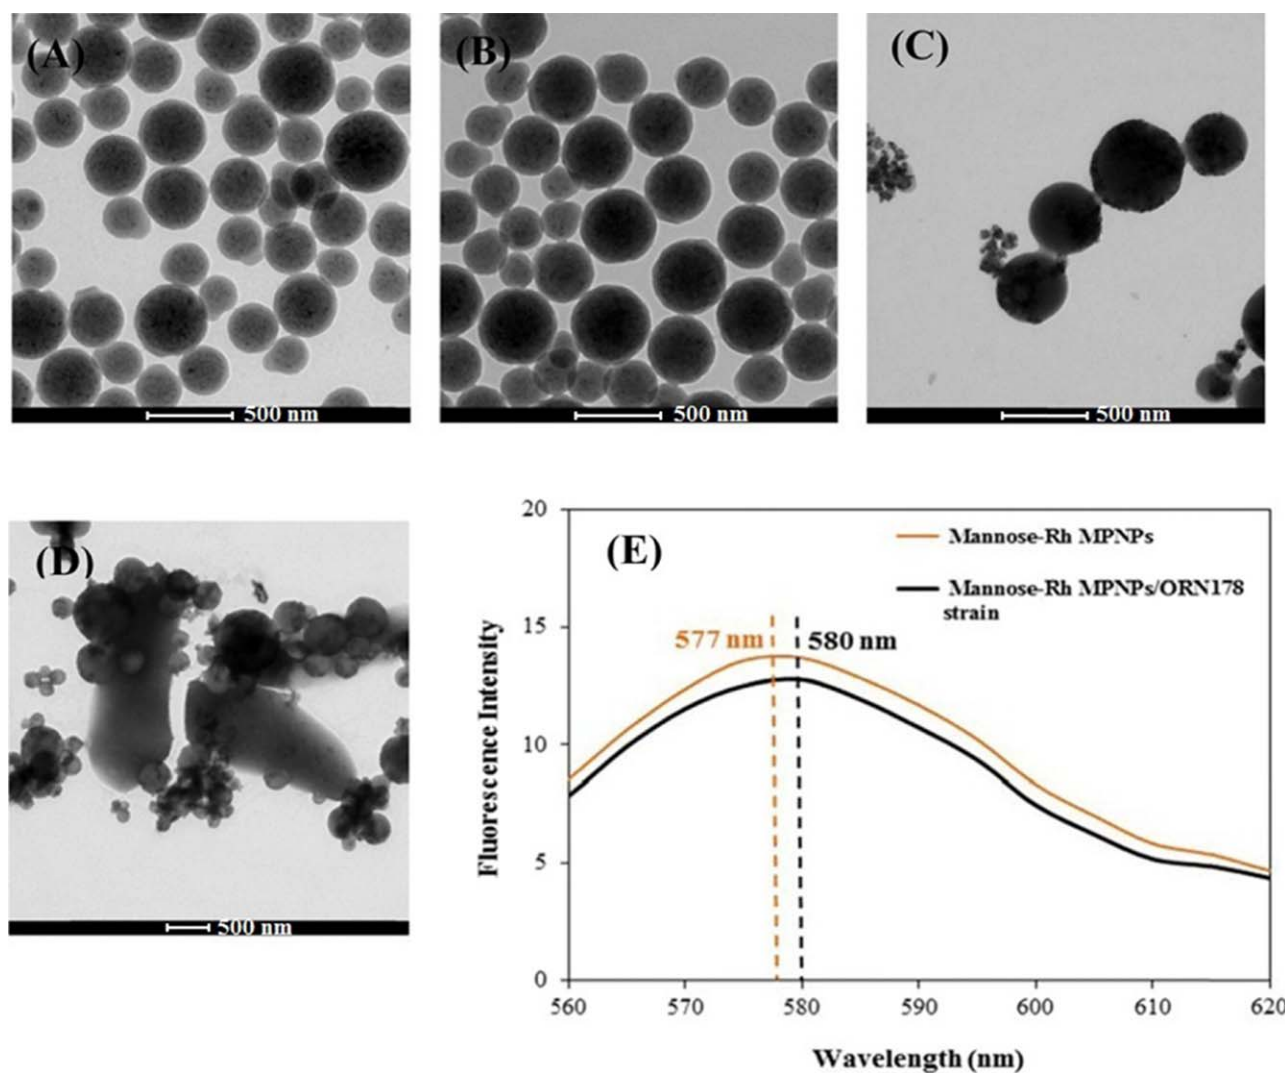 (A)
500 nm
(B)
500 nm
(C)
500 nm
(D)
500 nm
(E)
Mannose-Rh MPNPs
Mannose-Rh MPNPs/ORN178
strain
577 nm
580 nm
Fluorescence Intensity
20
15
10
5
0
560 570 580 590 600 610 620
Wavelength (nm)